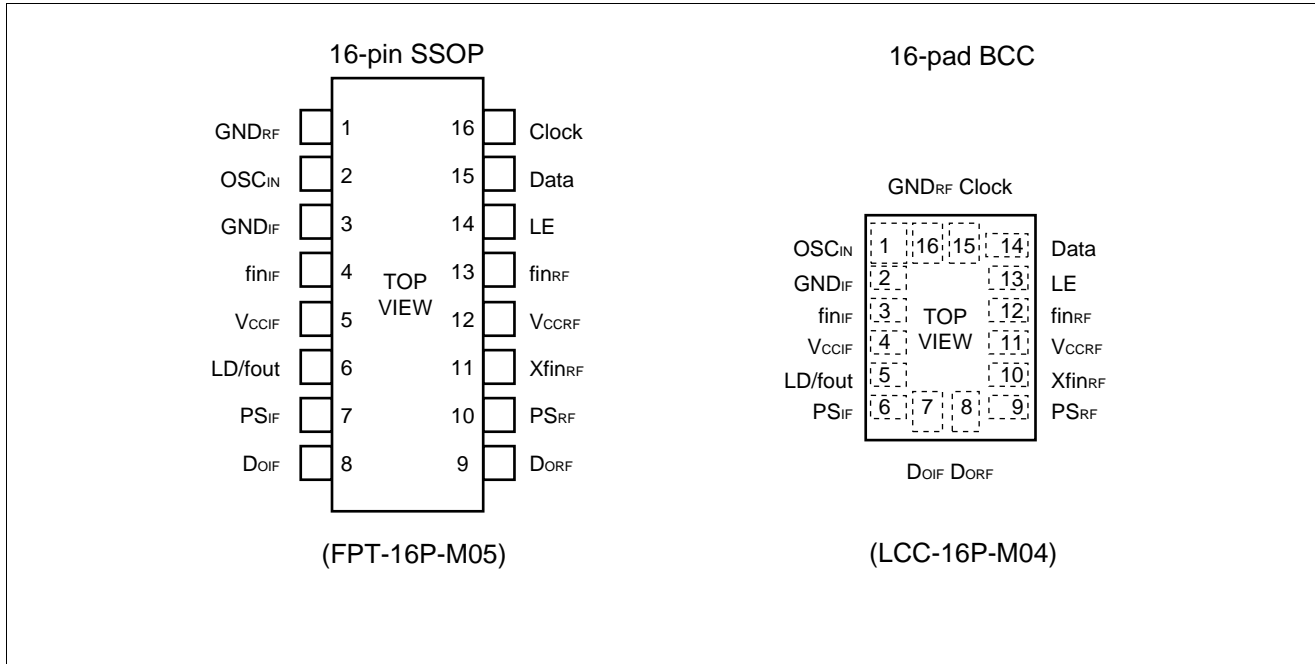 16-pin SSOP
GNDRF 1 16 Clock
OSCIN 2 15 Data
GNDIF 3 14 LE
finIF 4 13 finRF
TOP
VIEW
VCCIF 5 12 VCCRF
LD/fout 6 11 XfinRF
PSIF 7 10 PSRF
DOIF 8 9 DORF
(FPT-16P-M05)
16-pad BCC
GNDRF Clock
OSCIN 1 16 15 14 Data
GNDIF 2 13 LE
finIF 3 12 finRF
TOP
VIEW
VCCIF 4 11 VCCRF
LD/fout 5 10 XfinRF
PSIF 6 7 8 9 PSRF
DOIF DORF
(LCC-16P-M04)